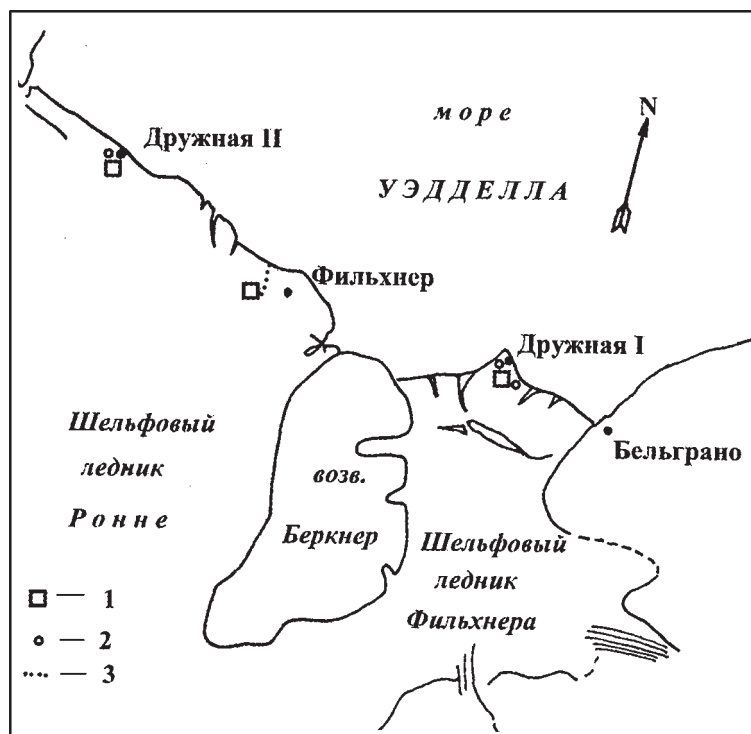 море
УЭДДЕЛЛА
N
Дружная II
Фильхнер
Дружная I
Бельграно
Шельфовый
ледник
Ронне
возв.
Беркнер
Шельфовый
ледник
Фильхнера
1
2
3